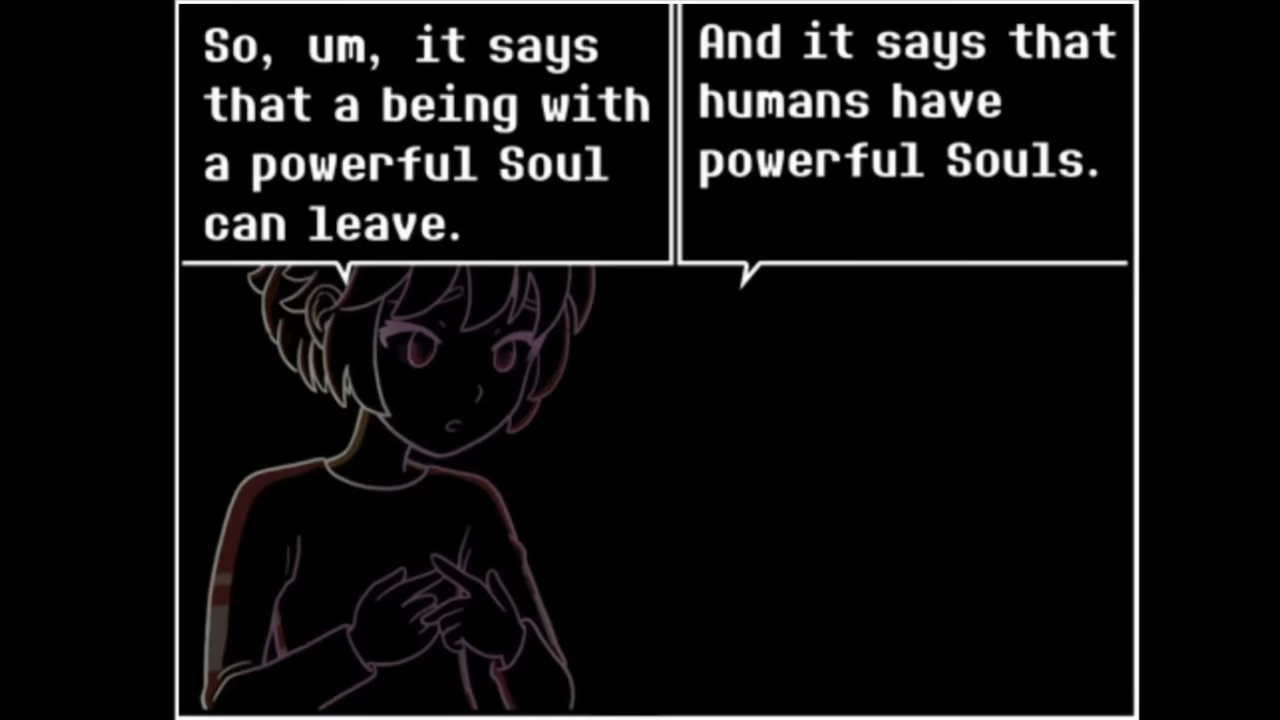 So, um, it says
that a being with
a powerful Soul
can leave.
And it says that
humans have
powerful Souls.